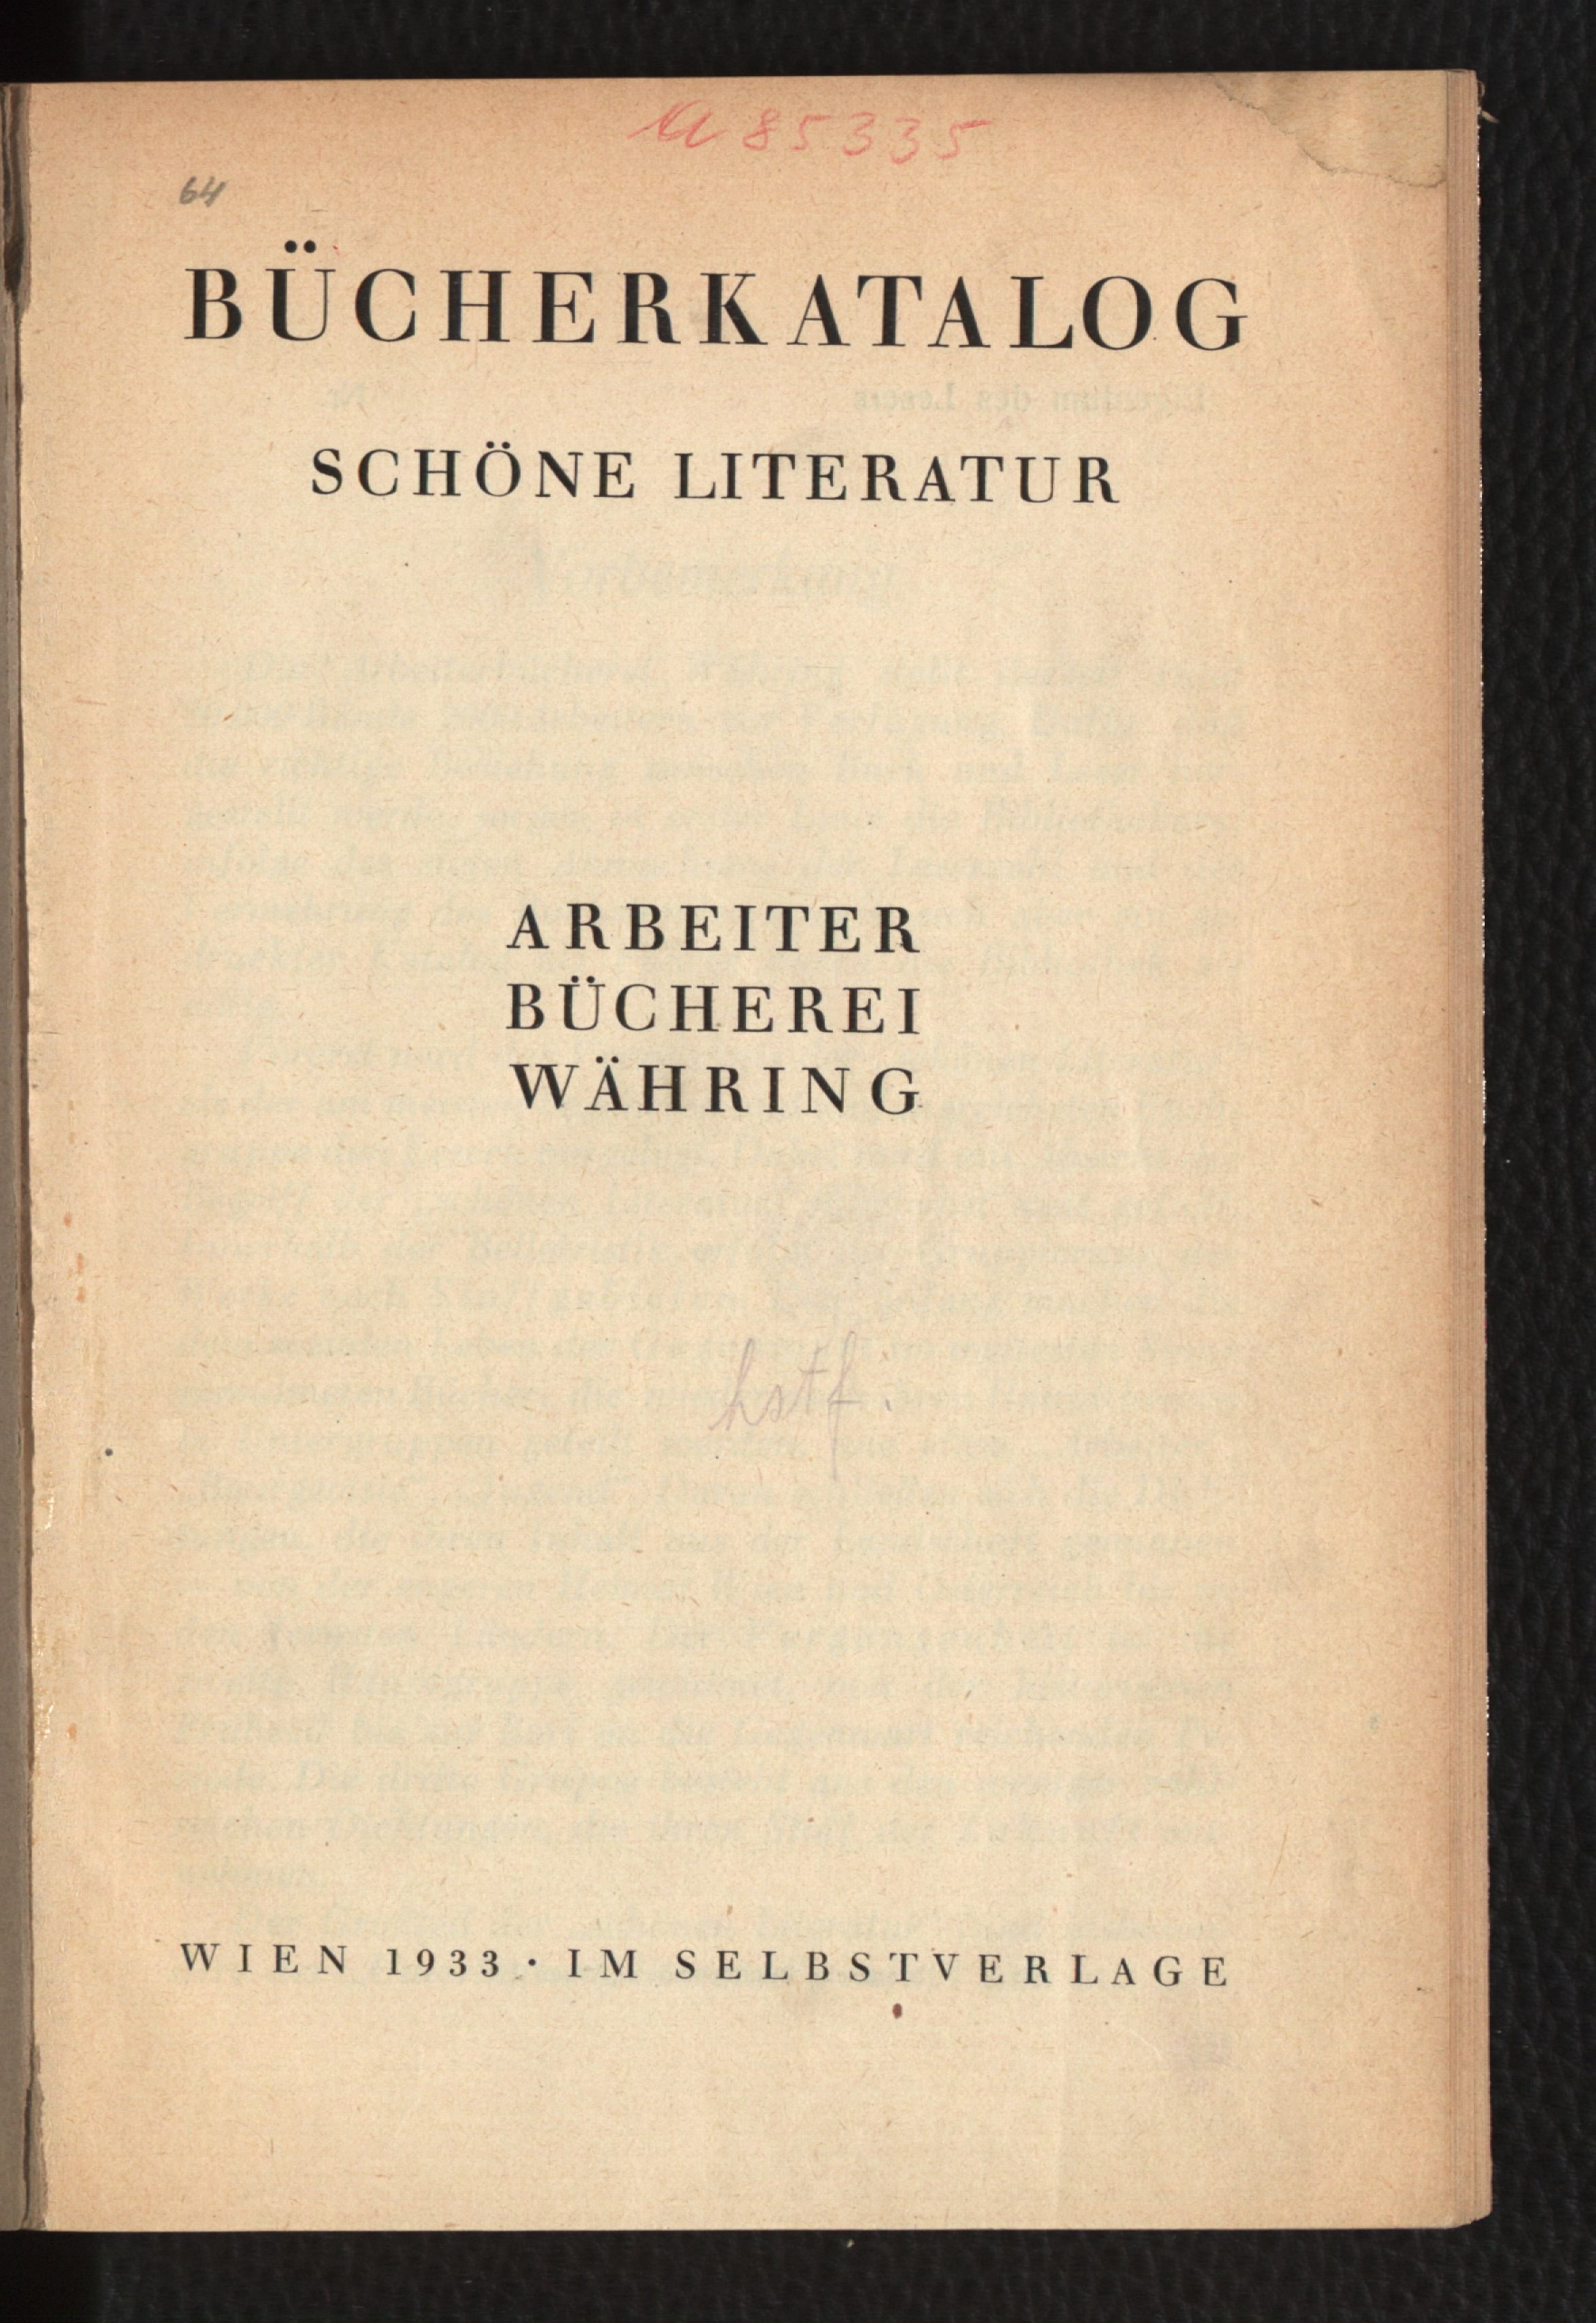 A 85335
64
BÜCHERKATALOG
SCHÖNE LITERATUR
ARBEITER
BÜCHEREI
WÄHRING
WIEN 1933 · IM SELBSTVERLAGE